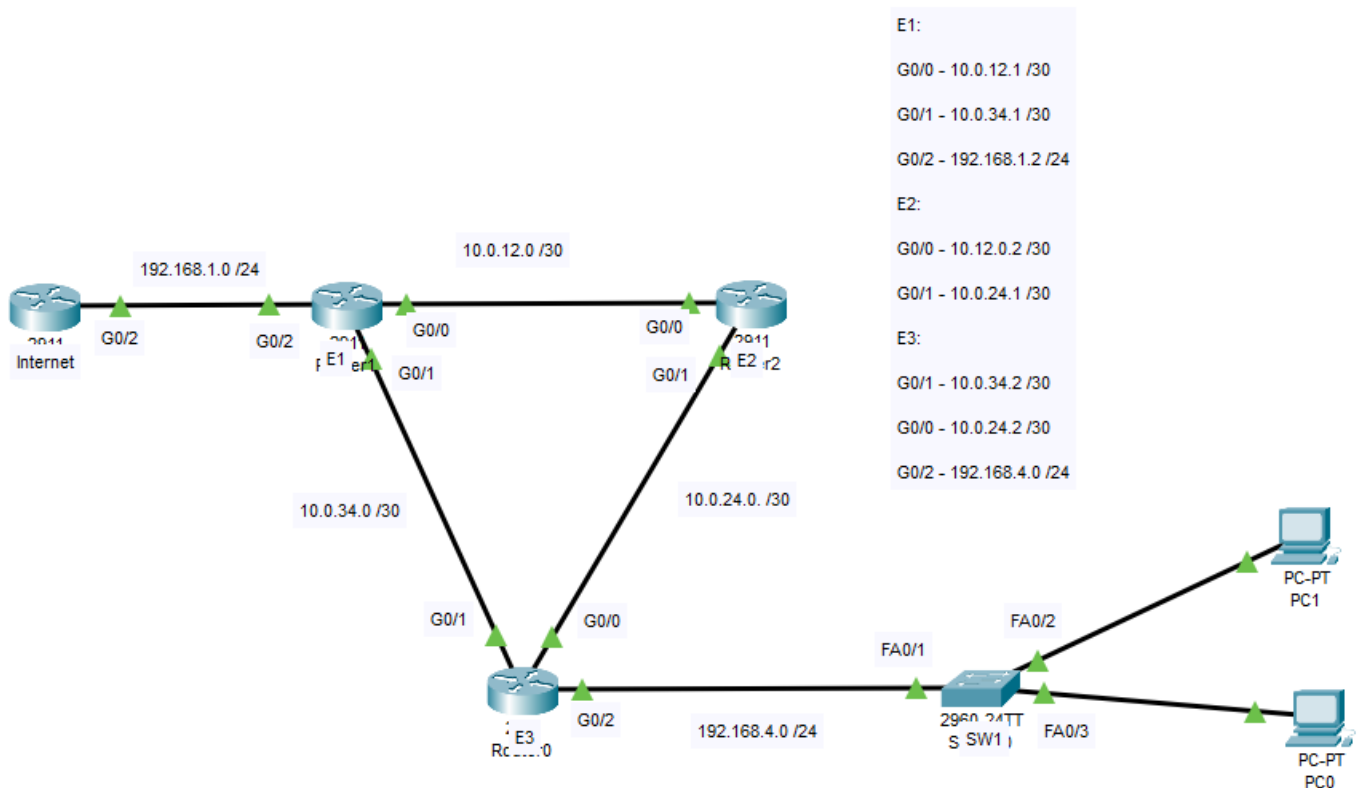 E1:
G0/0 - 10.0.12.1 /30
G0/1 - 10.0.34.1 /30
G0/2 - 192.168.1.2 /24
E2:
G0/0 - 10.12.0.2 /30
G0/1 - 10.0.24.1 /30
E3:
G0/1 - 10.0.34.2 /30
G0/0 - 10.0.24.2 /30
G0/2 - 192.168.4.0 /24
192.168.1.0 /24
10.0.12.0 /30
G0/2
G0/2
G0/0
G0/0
2911
Internet
E1
2911
E2
G0/1
G0/1
10.0.34.0 /30
10.0.24.0. /30
G0/1
G0/0
E3
G0/2
192.168.4.0 /24
FA0/1
FA0/2
FA0/3
2960-24TT
SW1
PC-PT
PC1
PC-PT
PC0